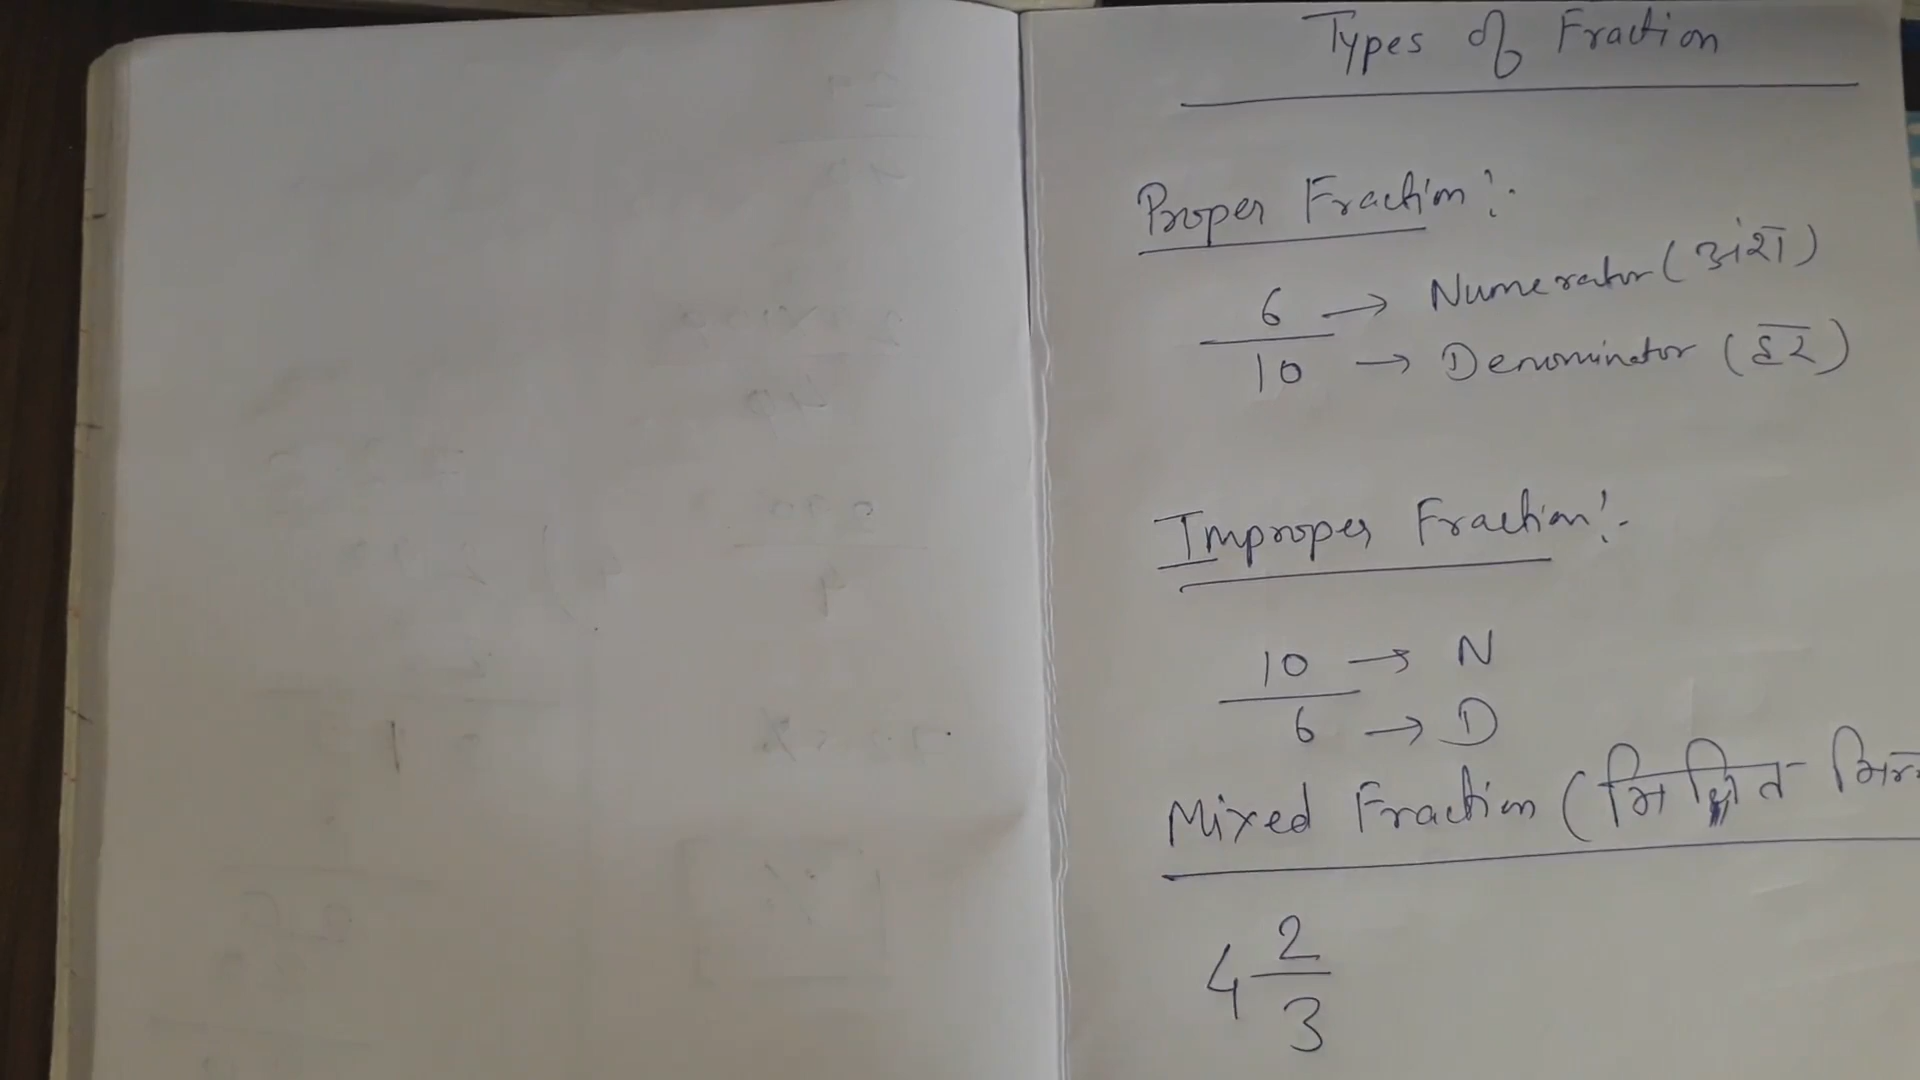 Types of Fraction
Proper Fraction :-
6 → Numerator (अंश)
10 → Denominator (हर)
Improper Fraction :-
10 → N
6 → D
Mixed Fraction (मिश्रित
4 2/3